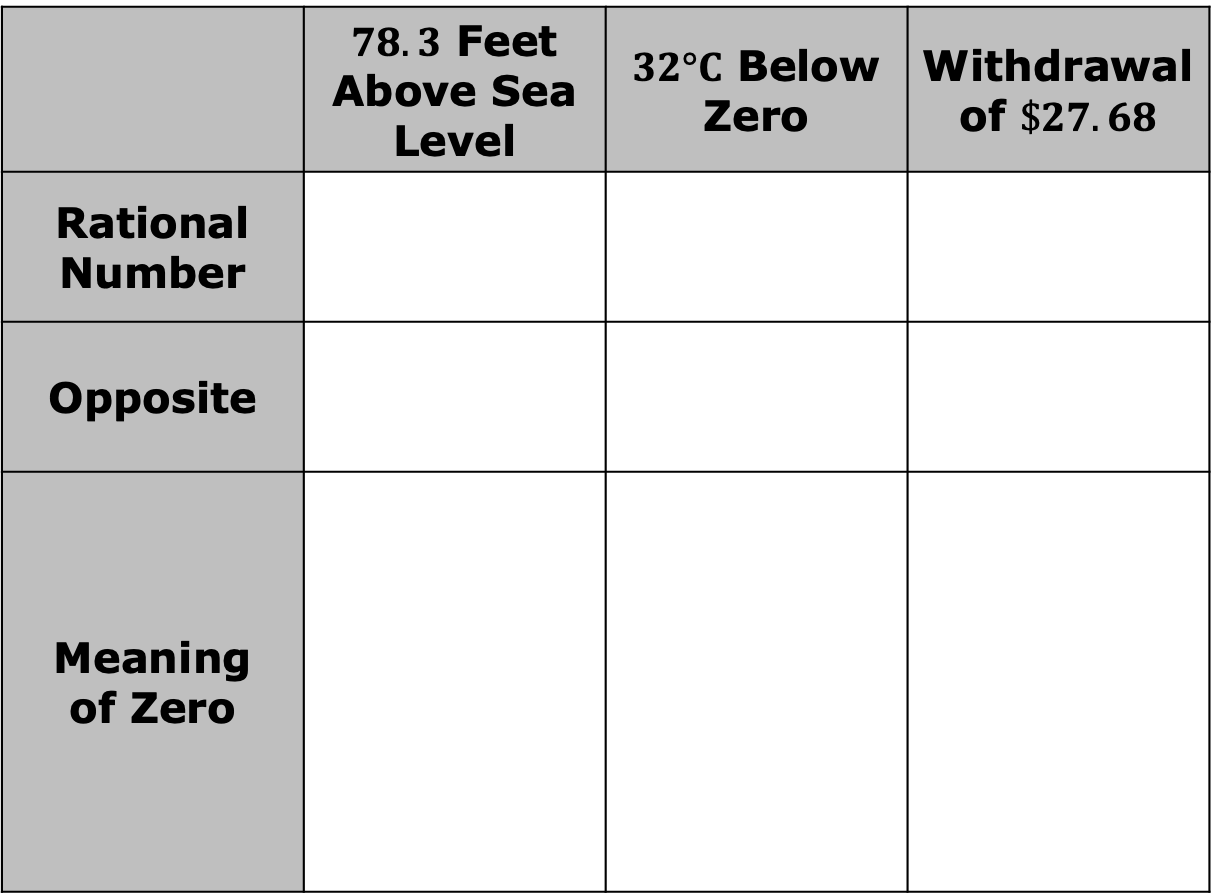 78.3 Feet
Above Sea
Level
32°C Below
Zero
Withdrawal
of $27.68
Rational
Number
Opposite
Meaning
of Zero